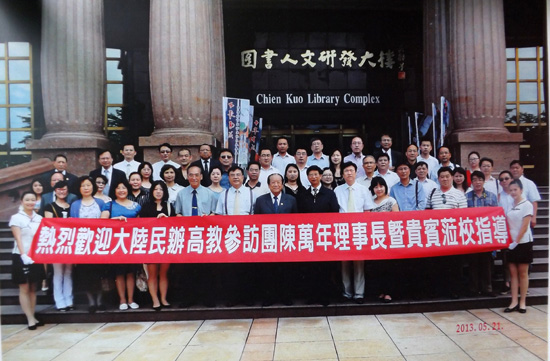 圖書人文研發大樓
Chien Kuo Library Complex
熱烈歡迎大陸民辦高教參訪團陳萬年理事長暨貴賓蒞校指導
2013.05.21.